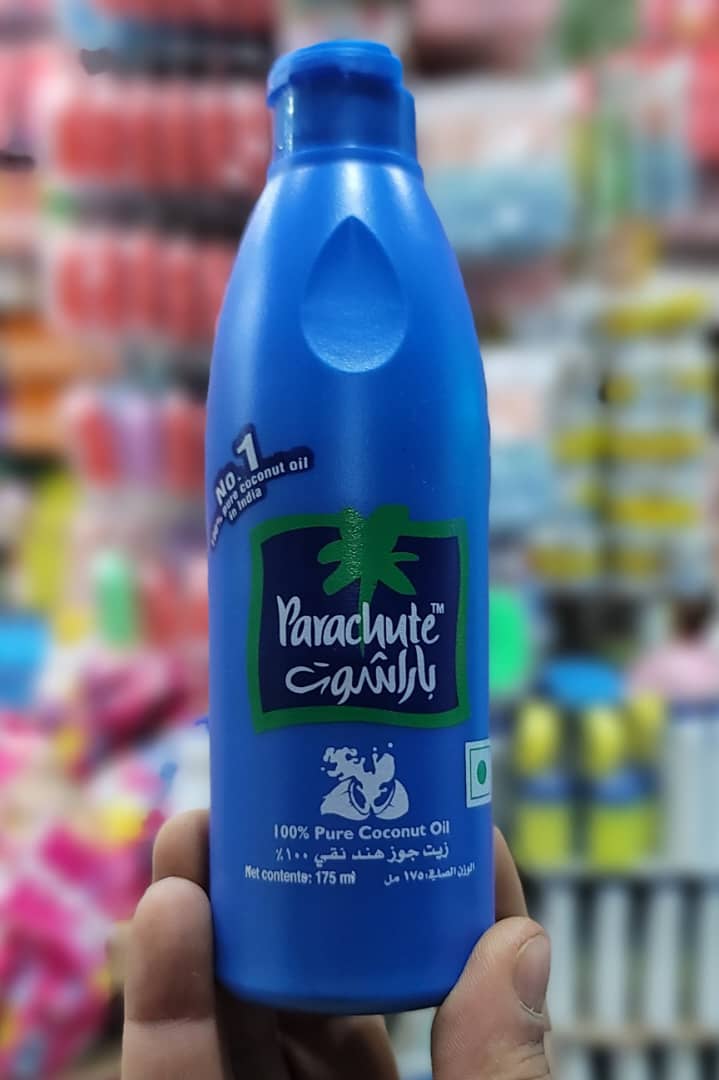 NO. 1
100% pure coconut oil
in India
Parachute™
باراشوت
100% Pure Coconut Oil
زيت جوز هند نقي ١٠٠٪
Net contents: 175 ml
الوزن الصافي: ١٧٥ مل